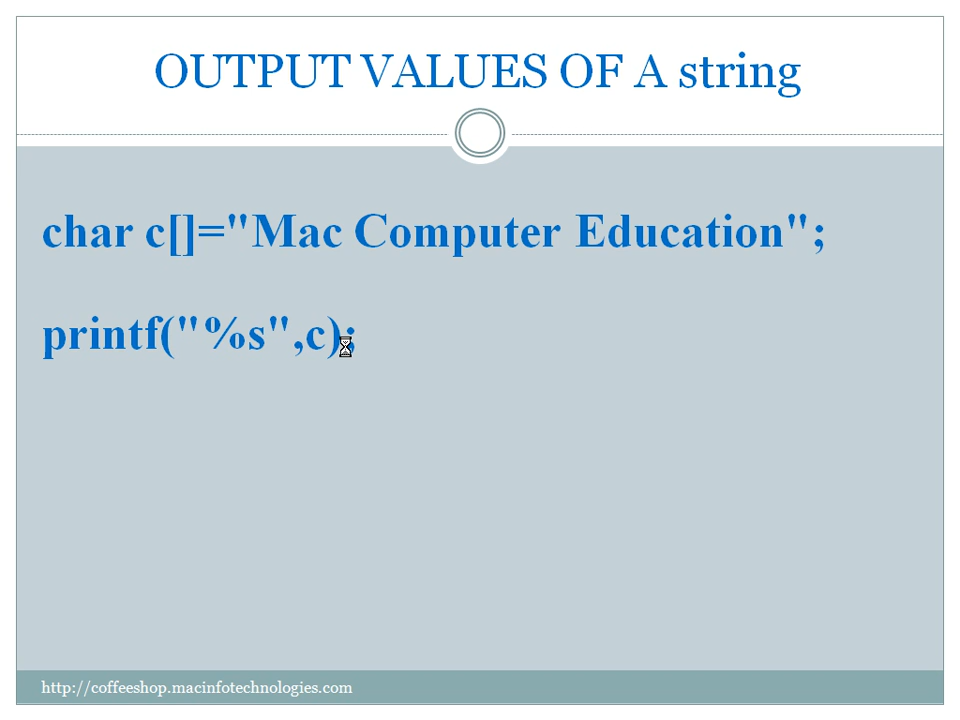 OUTPUT VALUES OF A string
char c[]="Mac Computer Education";
printf("%s",c);
http://coffeeshop.macinfotechnologies.com